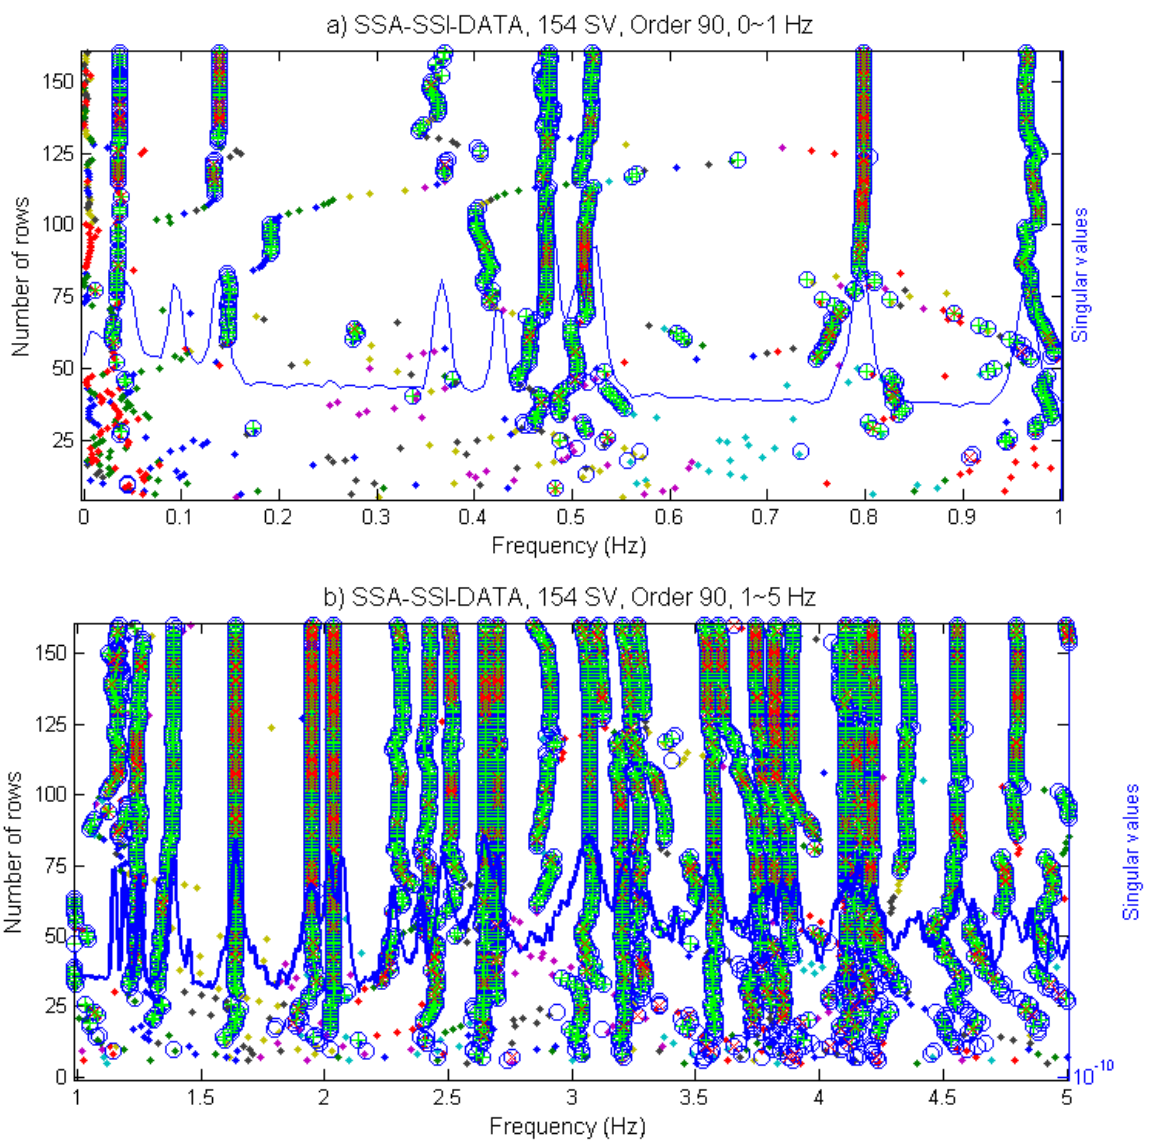 a) SSA-SSI-DATA, 154 SV, Order 90, 0~1 Hz
150
125
100
75
50
25
Number of rows
Singular values
0 0.1 0.2 0.3 0.4 0.5 0.6 0.7 0.8 0.9 1
Frequency (Hz)
b) SSA-SSI-DATA, 154 SV, Order 90, 1~5 Hz
150
125
100
75
50
25
0
Number of rows
Singular values
10^-10
1 1.5 2 2.5 3 3.5 4 4.5 5
Frequency (Hz)